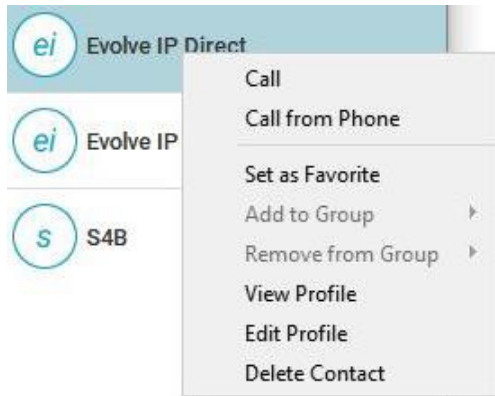 ei Evolve IP Direct
Call
Call from Phone
ei Evolve IP
Set as Favorite
Add to Group
s S4B
Remove from Group
View Profile
Edit Profile
Delete Contact